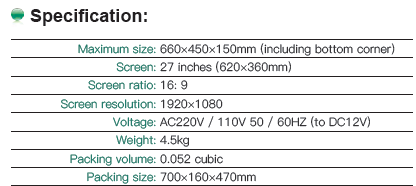 Specification:
Maximum size: 660×450×150mm (including bottom corner)
Screen: 27 inches (620×360mm)
Screen ratio: 16: 9
Screen resolution: 1920×1080
Voltage: AC220V / 110V 50 / 60HZ (to DC12V)
Weight: 4.5kg
Packing volume: 0.052 cubic
Packing size: 700×160×470mm